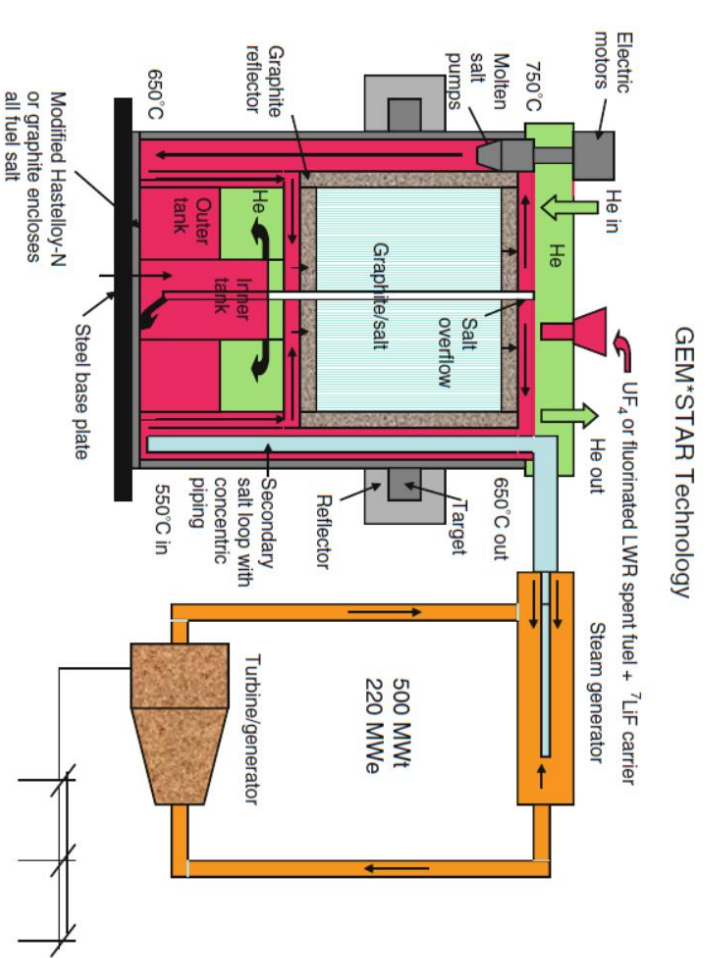 GEM*STAR Technology
UF4 or fluorinated LWR spent fuel + 7LiF carrier
Electric
motors
He in
He
He out
Steam generator
750°C
Molten
salt
pumps
Salt
overflow
650°C out
Target
Reflector
Graphite
reflector
Graphite/salt
500 MWt
220 MWe
He
Inner
tank
Outer
tank
Secondary
salt loop with
concentric
piping
550°C in
Turbine/generator
650°C
Modified Hastelloy-N
or graphite encloses
all fuel salt
Steel base plate